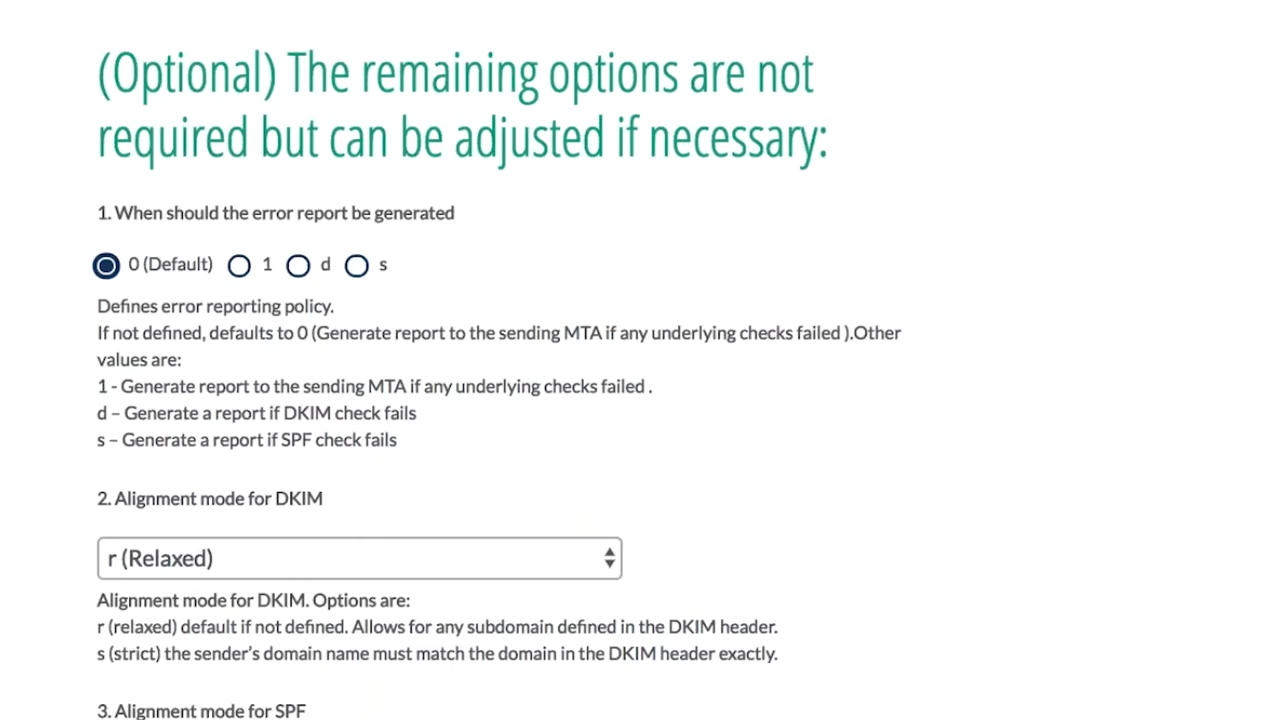 (Optional) The remaining options are not
required but can be adjusted if necessary:
1. When should the error report be generated
0 (Default) 1 d s
Defines error reporting policy.
If not defined, defaults to 0 (Generate report to the sending MTA if any underlying checks failed ).Other
values are:
1 - Generate report to the sending MTA if any underlying checks failed .
d – Generate a report if DKIM check fails
s – Generate a report if SPF check fails
2. Alignment mode for DKIM
r (Relaxed)
Alignment mode for DKIM. Options are:
r (relaxed) default if not defined. Allows for any subdomain defined in the DKIM header.
s (strict) the sender’s domain name must match the domain in the DKIM header exactly.
3. Alignment mode for SPF